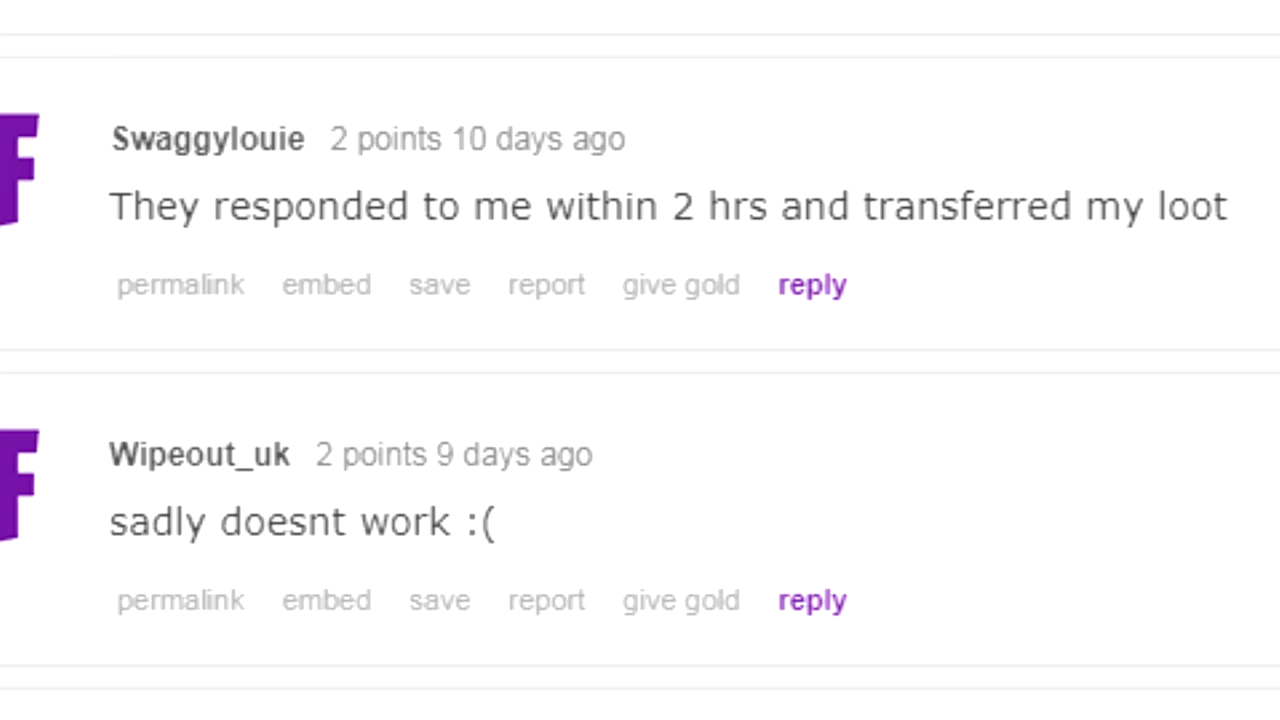 Swaggylouie 2 points 10 days ago
They responded to me within 2 hrs and transferred my loot
permalink embed save report give gold reply
Wipeout_uk 2 points 9 days ago
sadly doesnt work :(
permalink embed save report give gold reply